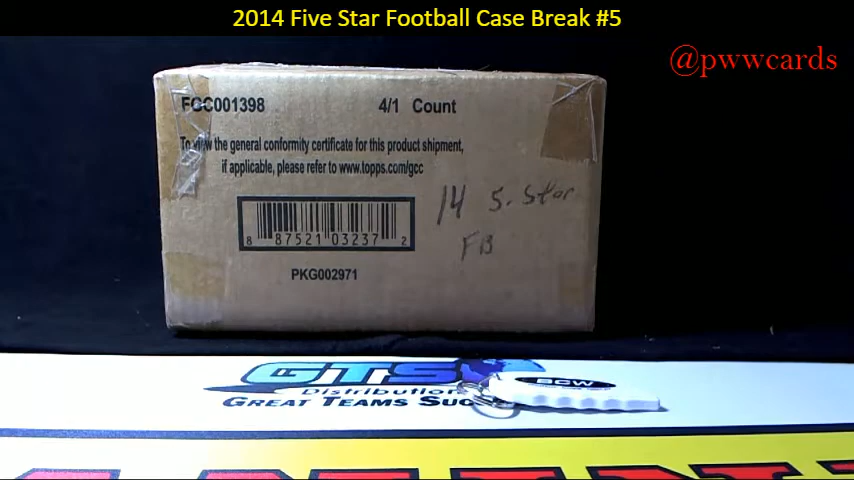 2014 Five Star Football Case Break #5
@pwwcards
FGC001398 4/1 Count
To view the general conformity certificate for this product shipment,
if applicable, please refer to www.topps.com/gcc
14 5. Star
FB
8 87521 03237 2
PKG002971
GTS
Distribution
GREAT TEAMS SUC
BCW